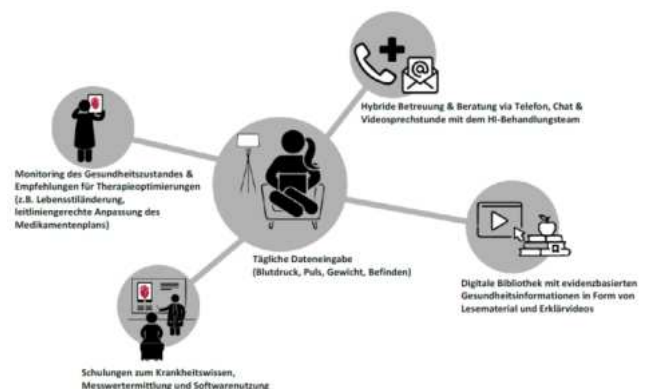 Hybride Betreuung & Beratung via Telefon, Chat &
Videosprechstunde mit dem HI-Behandlungsteam
Monitoring des Gesundheitszustandes &
Empfehlungen für Therapieoptimierungen
(z.B. Lebensstiländerung,
leitliniengerechte Anpassung des
Medikamentenplans)
Tägliche Dateneingabe
(Blutdruck, Puls, Gewicht, Befinden)
Digitale Bibliothek mit evidenzbasierten
Gesundheitsinformationen in Form von
Lesematerial und Erklärvideos
Schulungen zum Krankheitswissen,
Messwertermittlung und Softwarenutzung